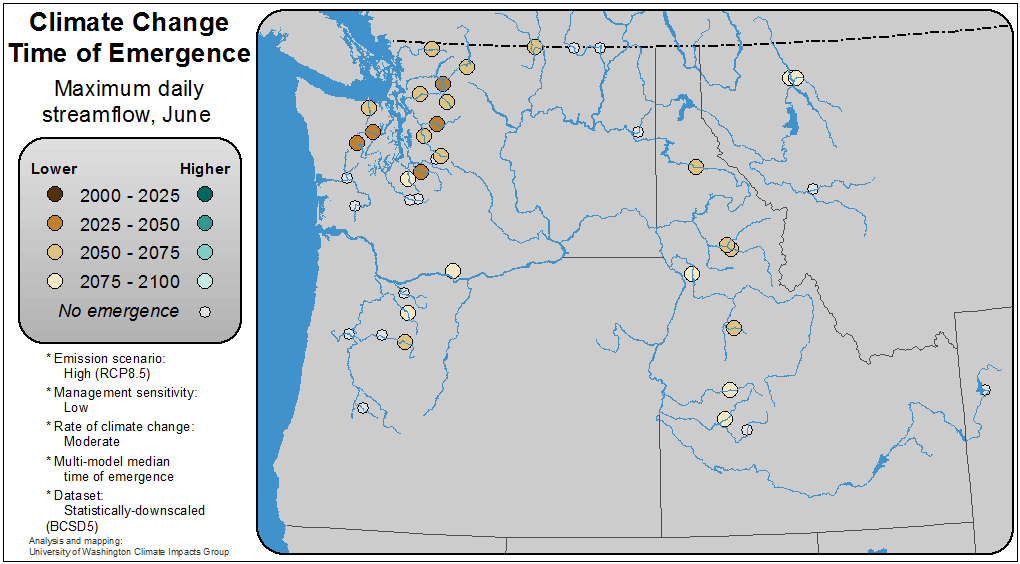 Climate Change
Time of Emergence
Maximum daily
streamflow, June
Lower Higher
2000 - 2025
2025 - 2050
2050 - 2075
2075 - 2100
No emergence
* Emission scenario:
High (RCP8.5)
* Management sensitivity:
Low
* Rate of climate change:
Moderate
* Multi-model median
time of emergence
* Dataset:
Statistically-downscaled
(BCSD5)
Analysis and mapping:
University of Washington Climate Impacts Group